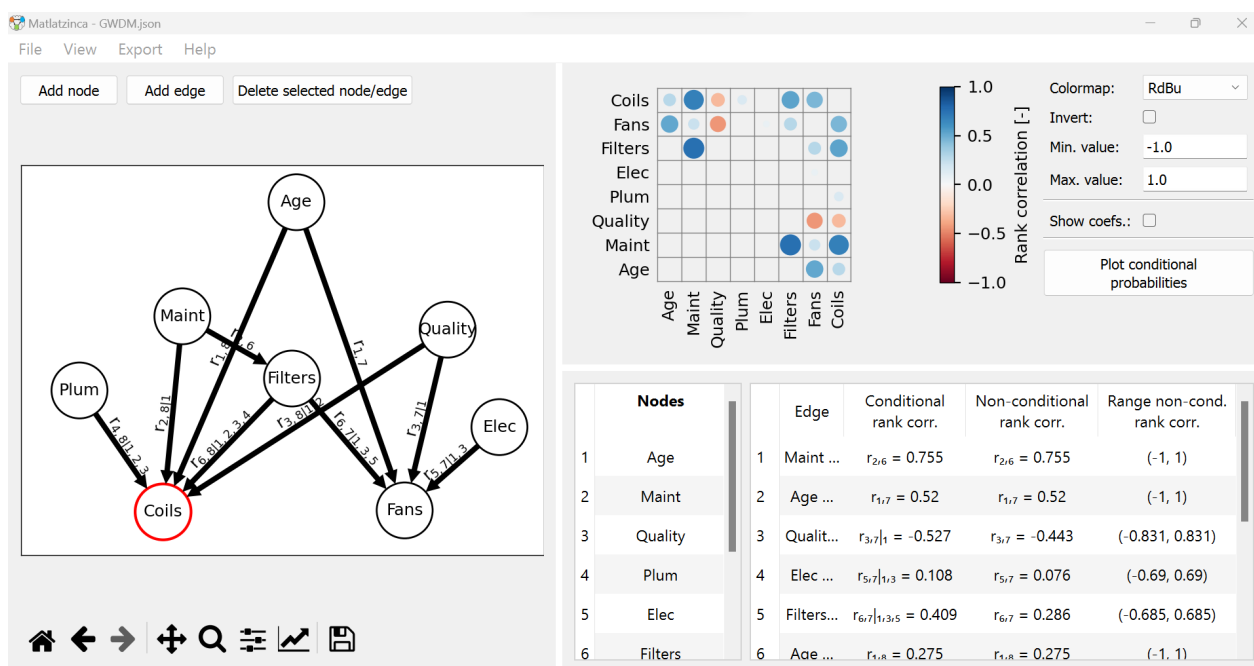 Matlatzinca - GWDM.json
File View Export Help
Add node Add edge Delete selected node/edge
Age
Maint
Quality
Plum
Filters
Elec
Coils
Fans
r1,7
r2,8|1
r3,8|1,2
r4,8|1,2,3
r6,8|1,2,3,4
r6,7|1,3,5
r3,7|1
r5,7|1,3
Coils
Fans
Filters
Elec
Plum
Quality
Maint
Age
Age Maint Quality Plum Elec Filters Fans Coils
1.0
0.5
0.0
−0.5
−1.0
Rank correlation [-]
Colormap: RdBu
Invert:
Min. value: -1.0
Max. value: 1.0
Show coefs.:
Plot conditional
probabilities
Nodes
1 Age
2 Maint
3 Quality
4 Plum
5 Elec
6 Filters
Edge Conditional rank corr. Non-conditional rank corr. Range non-cond. rank corr.
1 Maint ... r₂,₆ = 0.755 r₂,₆ = 0.755 (-1, 1)
2 Age ... r₁,₇ = 0.52 r₁,₇ = 0.52 (-1, 1)
3 Qualit... r₃,₇|₁ = -0.527 r₃,₇ = -0.443 (-0.831, 0.831)
4 Elec ... r₅,₇|₁,₃ = 0.108 r₅,₇ = 0.076 (-0.69, 0.69)
5 Filters... r₆,₇|₁,₃,₅ = 0.409 r₆,₇ = 0.286 (-0.685, 0.685)
6 Age ... r₁,₈ = 0.275 r₁,₈ = 0.275 (-1, 1)